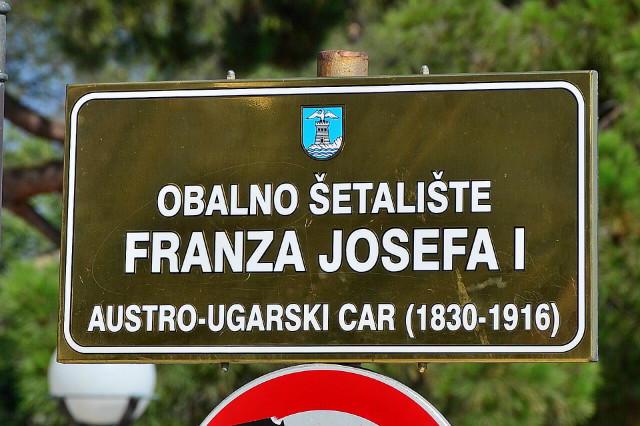 OBALNO ŠETALIŠTE
FRANZA JOSEFA I
AUSTRO-UGARSKI CAR (1830-1916)